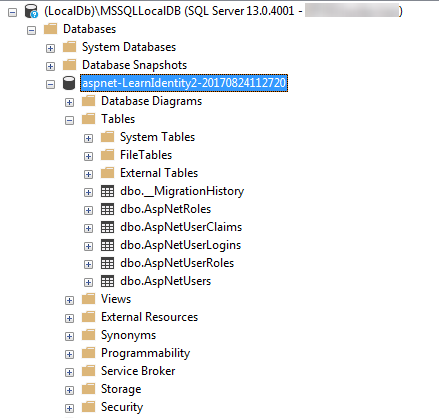 (LocalDb)\MSSQLLocalDB (SQL Server 13.0.4001 - )
Databases
System Databases
Database Snapshots
aspnet-LearnIdentity2-20170824112720
Database Diagrams
Tables
System Tables
FileTables
External Tables
dbo.__MigrationHistory
dbo.AspNetRoles
dbo.AspNetUserClaims
dbo.AspNetUserLogins
dbo.AspNetUserRoles
dbo.AspNetUsers
Views
External Resources
Synonyms
Programmability
Service Broker
Storage
Security